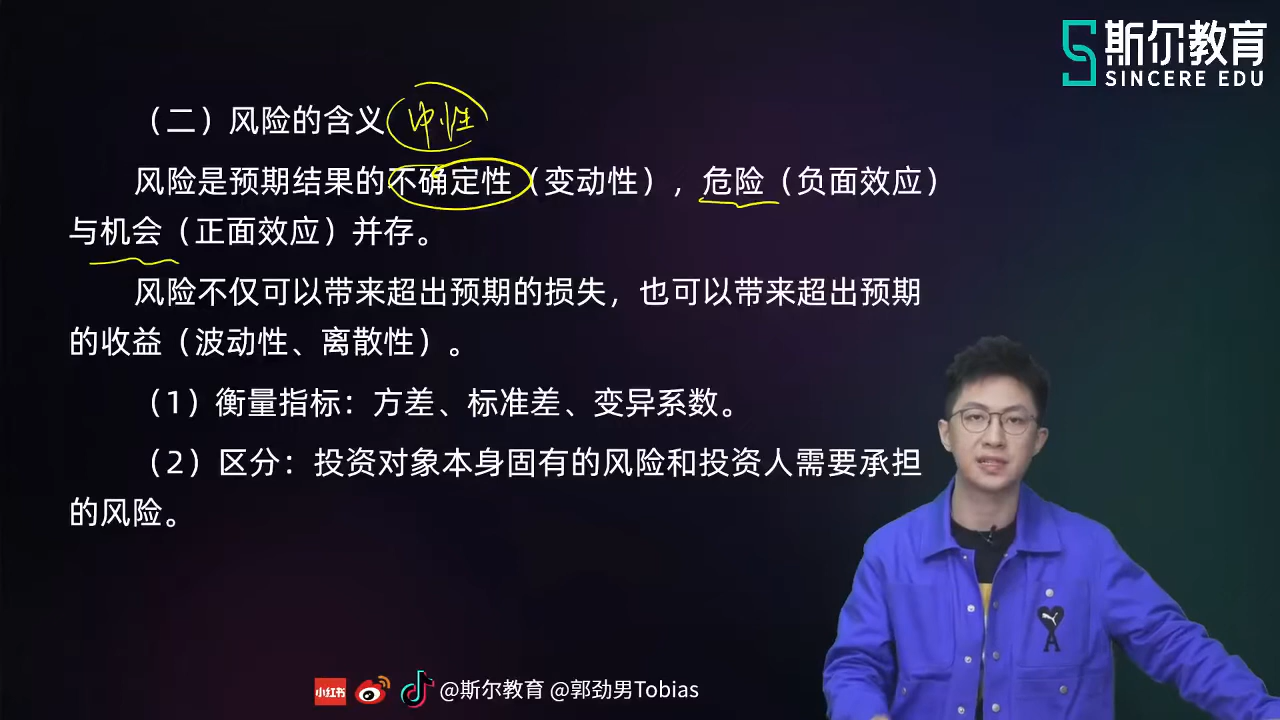 斯尔教育
SINCERE EDU
（二）风险的含义 中性
风险是预期结果的不确定性（变动性），危险（负面效应）
与机会（正面效应）并存。
风险不仅可以带来超出预期的损失，也可以带来超出预期
的收益（波动性、离散性）。
（1）衡量指标：方差、标准差、变异系数。
（2）区分：投资对象本身固有的风险和投资人需要承担
的风险。
小红书 @斯尔教育 @郭劲男Tobias